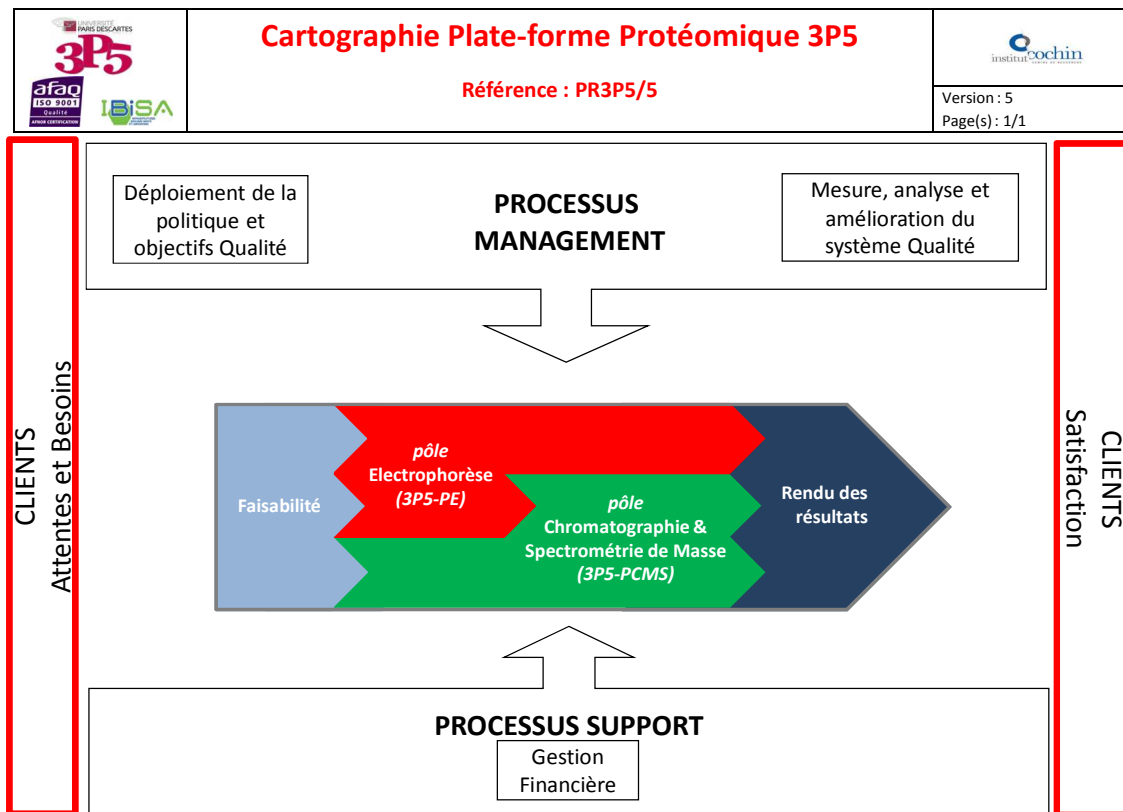 UNIVERSITÉ
PARIS DESCARTES
3P5
afaq
ISO 9001
Qualité
AFNOR CERTIFICATION
IBiSA
Cartographie Plate-forme Protéomique 3P5
Référence : PR3P5/5
institut cochin
CENTRE DE RECHERCHE
Version : 5
Page(s) : 1/1
CLIENTS
Attentes et Besoins
Déploiement de la
politique et
objectifs Qualité
PROCESSUS
MANAGEMENT
Mesure, analyse et
amélioration du
système Qualité
Faisabilité
pôle
Electrophorèse
(3P5-PE)
pôle
Chromatographie &
Spectrométrie de Masse
(3P5-PCMS)
Rendu des
résultats
CLIENTS
Satisfaction
PROCESSUS SUPPORT
Gestion
Financière